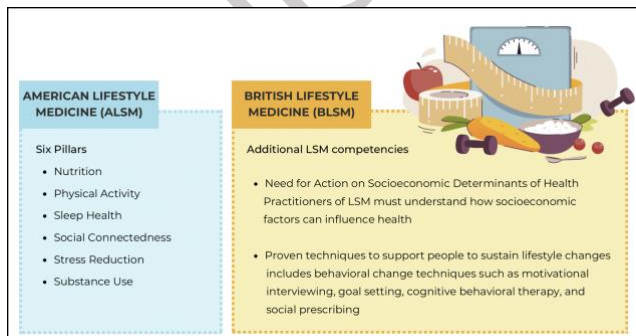 AMERICAN LIFESTYLE
MEDICINE (ALSM)
Six Pillars
• Nutrition
• Physical Activity
• Sleep Health
• Social Connectedness
• Stress Reduction
• Substance Use
BRITISH LIFESTYLE
MEDICINE (BLSM)
Additional LSM competencies
• Need for Action on Socioeconomic Determinants of Health
Practitioners of LSM must understand how socioeconomic
factors can influence health
• Proven techniques to support people to sustain lifestyle changes
includes behavioral change techniques such as motivational
interviewing, goal setting, cognitive behavioral therapy, and
social prescribing